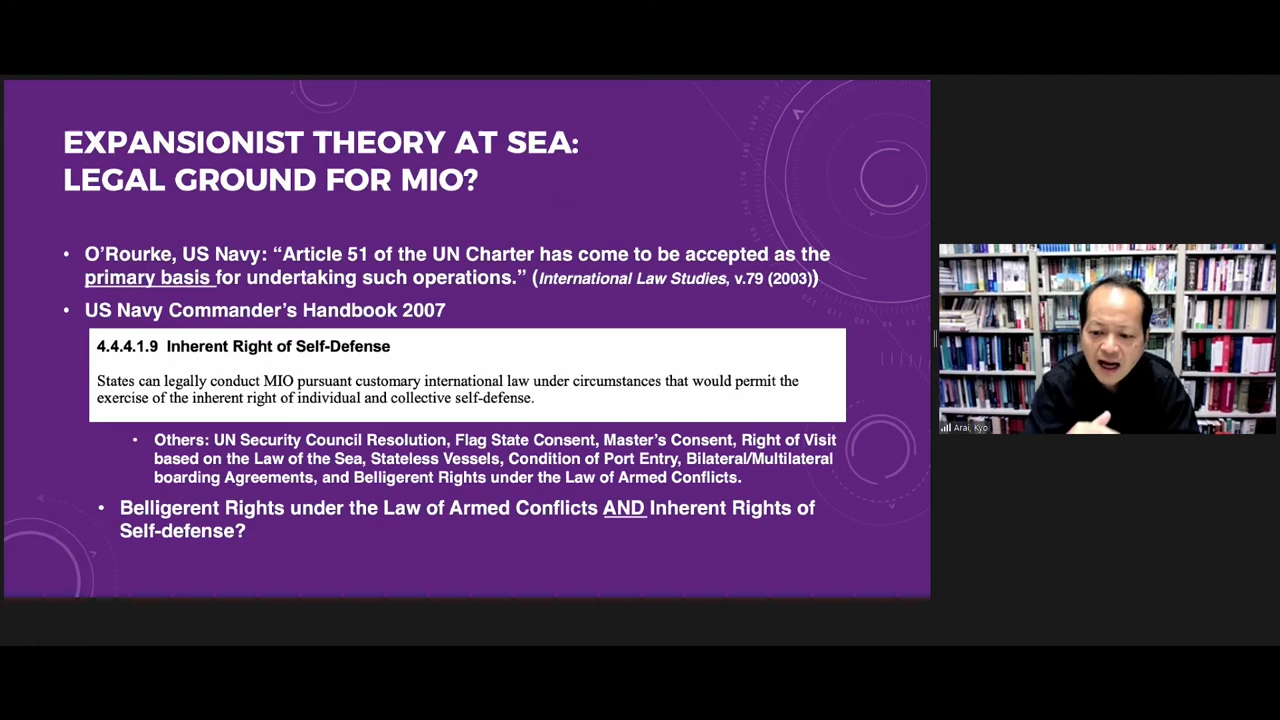 EXPANSIONIST THEORY AT SEA:
LEGAL GROUND FOR MIO?
• O'Rourke, US Navy: “Article 51 of the UN Charter has come to be accepted as the
primary basis for undertaking such operations.” (International Law Studies, v.79 (2003))
• US Navy Commander's Handbook 2007
4.4.4.1.9 Inherent Right of Self-Defense
States can legally conduct MIO pursuant customary international law under circumstances that would permit the
exercise of the inherent right of individual and collective self-defense.
• Others: UN Security Council Resolution, Flag State Consent, Master's Consent, Right of Visit
based on the Law of the Sea, Stateless Vessels, Condition of Port Entry, Bilateral/Multilateral
boarding Agreements, and Belligerent Rights under the Law of Armed Conflicts.
• Belligerent Rights under the Law of Armed Conflicts AND Inherent Rights of
Self-defense?
Arai, Kyo